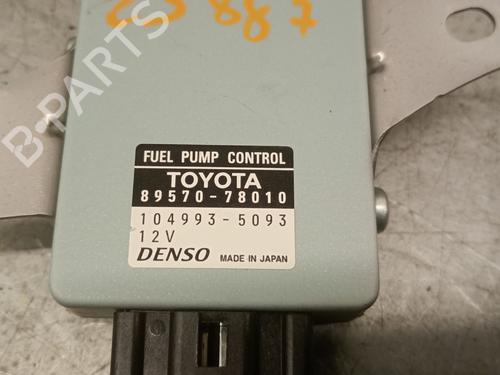 B-PARTS
FUEL PUMP CONTROL
TOYOTA
89570-78010
104993-5093
12V
DENSO MADE IN JAPAN